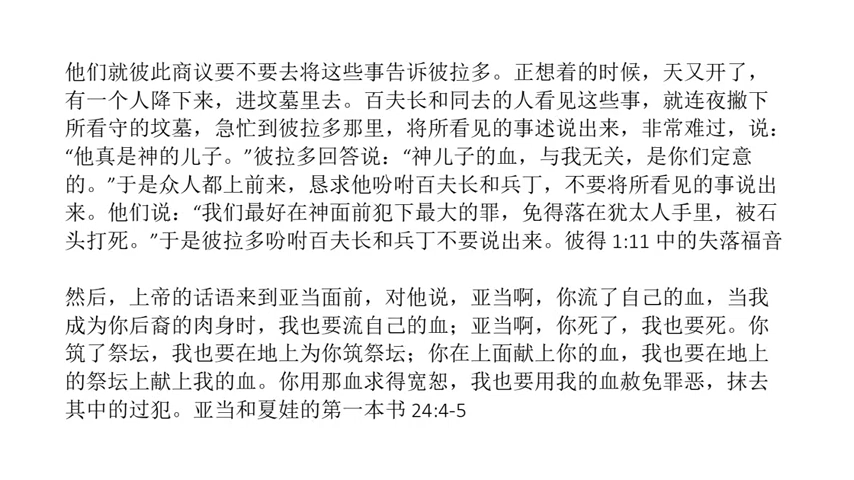 他们就彼此商议要不要去将这些事告诉彼拉多。正想着的时候，天又开了，
有一个人降下来，进坟墓里去。百夫长和同去的人看见这些事，就连夜撇下
所看守的坟墓，急忙到彼拉多那里，将所看见的事述说出来，非常难过，说：
“他真是神的儿子。”彼拉多回答说：“神儿子的血，与我无关，是你们定意
的。”于是众人都上前来，恳求他吩咐百夫长和兵丁，不要将所看见的事说出
来。他们说：“我们最好在神面前犯下最大的罪，免得落在犹太人手里，被石
头打死。”于是彼拉多吩咐百夫长和兵丁不要说出来。彼得 1:11 中的失落福音
然后，上帝的话语来到亚当面前，对他说，亚当啊，你流了自己的血，当我
成为你后裔的肉身时，我也要流自己的血；亚当啊，你死了，我也要死。你
筑了祭坛，我也要在地上为你筑祭坛；你在上面献上你的血，我也要在地上
的祭坛上献上我的血。你用那血求得宽恕，我也要用我的血赦免罪恶，抹去
其中的过犯。亚当和夏娃的第一本书 24:4-5